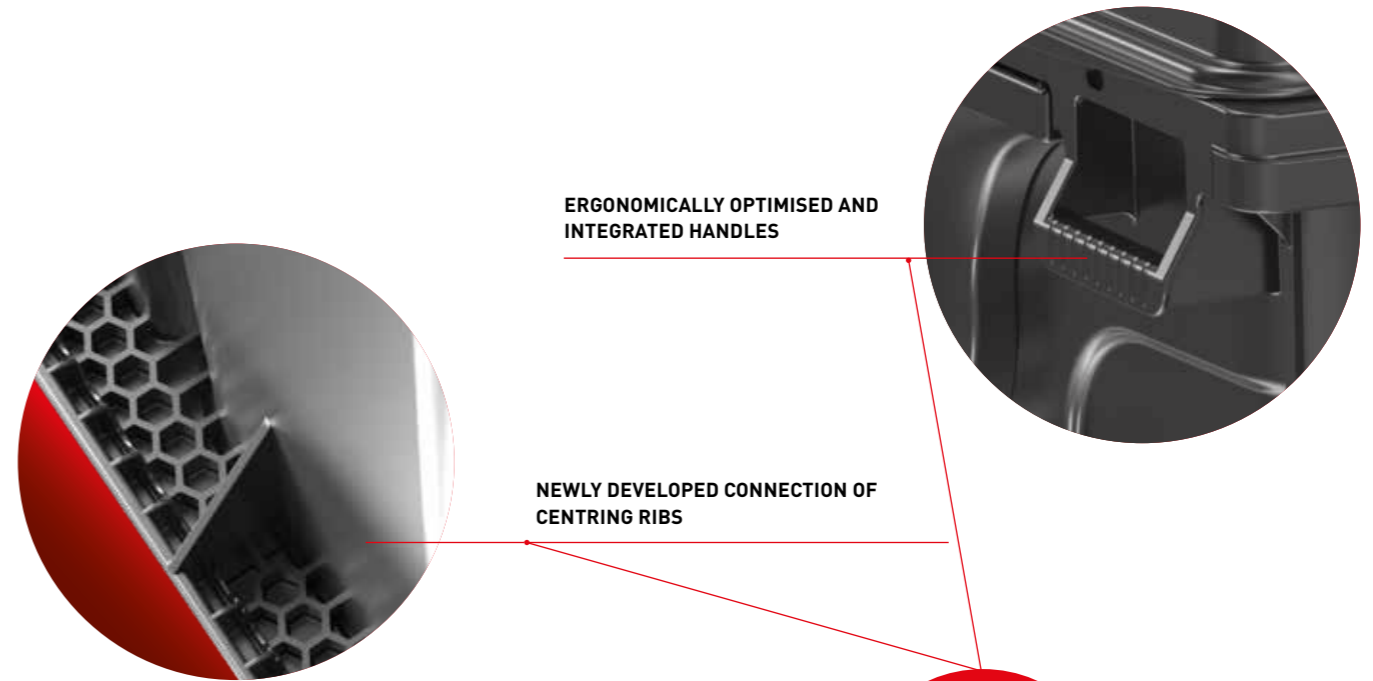 ERGONOMICALLY OPTIMISED AND
INTEGRATED HANDLES
NEWLY DEVELOPED CONNECTION OF
CENTRING RIBS